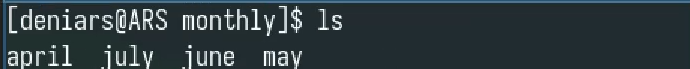 [deniars@ARS monthly]$ ls
april  july  june  may